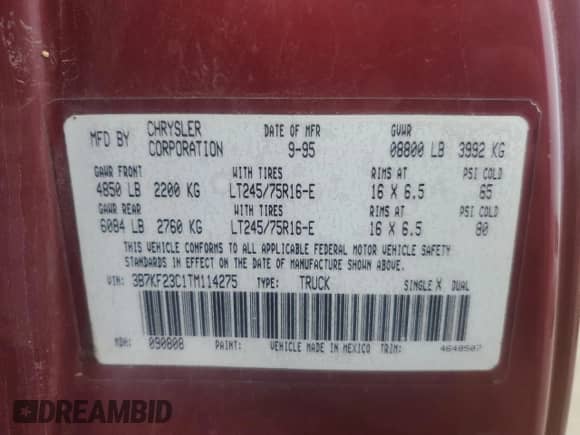 MFD BY CHRYSLER CORPORATION DATE OF MFR 9-95 GVWR 08800 LB 3992 KG
GAWR FRONT WITH TIRES RIMS AT PSI COLD
4850 LB 2200 KG LT245/75R16-E 16 X 6.5 65
GAWR REAR WITH TIRES RIMS AT PSI COLD
6084 LB 2760 KG LT245/75R16-E 16 X 6.5 80
THIS VEHICLE CONFORMS TO ALL APPLICABLE FEDERAL MOTOR VEHICLE SAFETY
STANDARDS IN EFFECT ON THE DATE OF MANUFACTURE SHOWN ABOVE.
VIN: 3B7KF23C1TM114275 TYPE: TRUCK SINGLE X DUAL
MDH: 090808 PAINT: VEHICLE MADE IN MEXICO TRIM: 4648507
DREAMBID